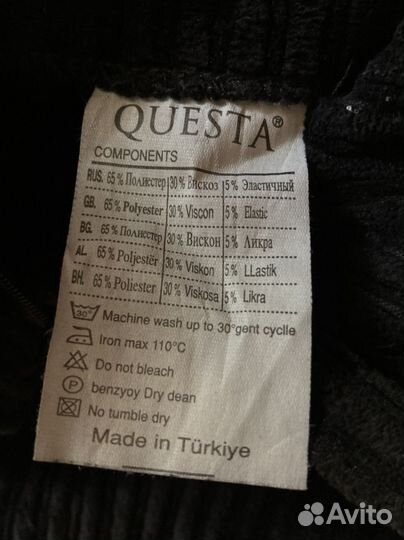 QUESTA®
COMPONENTS
RUS. 65 % Полиестер 30 % Вискоз 5 % Эластичный
GB. 65 % Polyester 30 % Viscon 5 % Elastic
BG. 65 % Полиестер 30 % Вискон 5 % Ликра
AL. 65 % Poljestër 30 % Viskon 5 % LLastik
BH. 65 % Poliester 30 % Viskosa 5 % Likra
30° Machine wash up to 30°gent cyclle
Iron max 110°C
Do not bleach
P benzyoy Dry dean
No tumble dry
Made in Türkiye
Avito